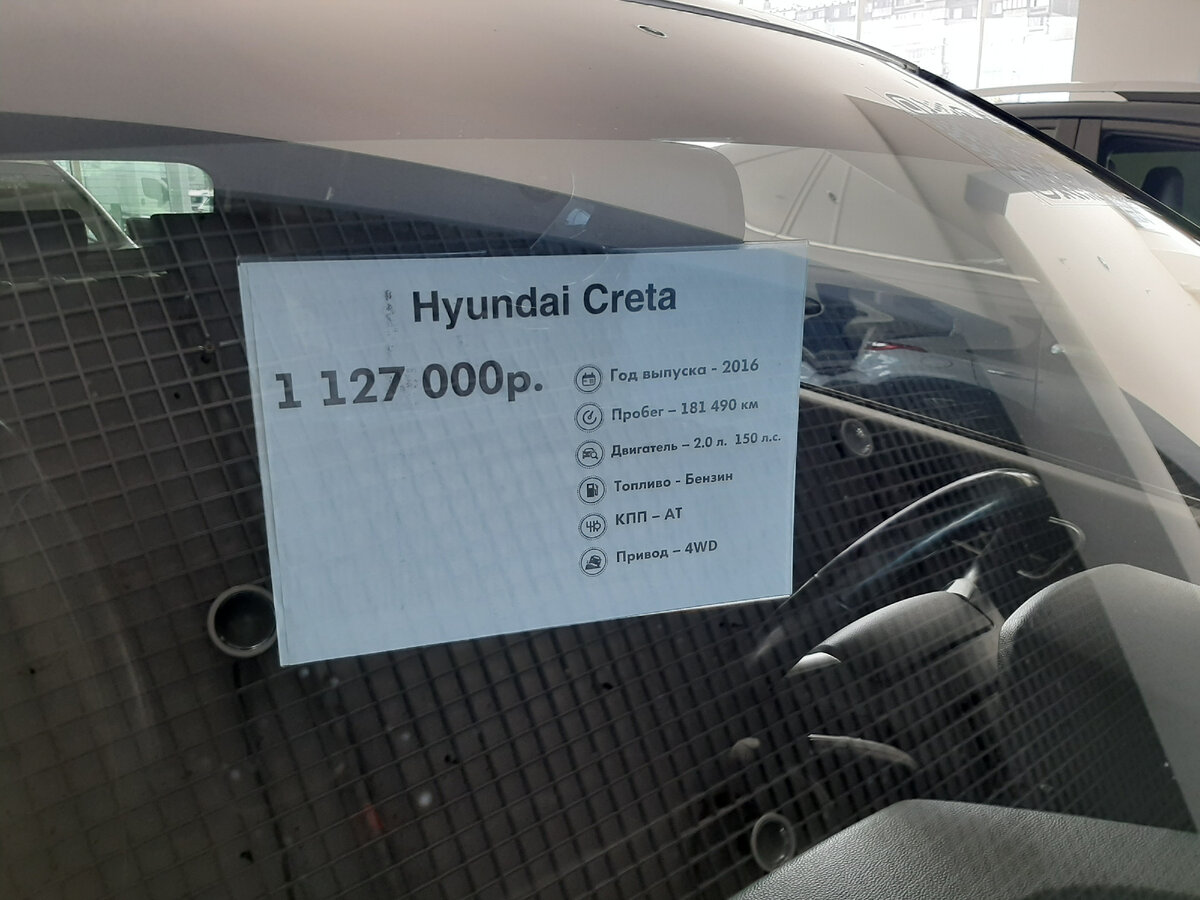 Hyundai Creta
1 127 000р.
Год выпуска - 2016
Пробег – 181 490 км
Двигатель – 2.0 л. 150 л.с.
Топливо - Бензин
КПП – АТ
Привод – 4WD